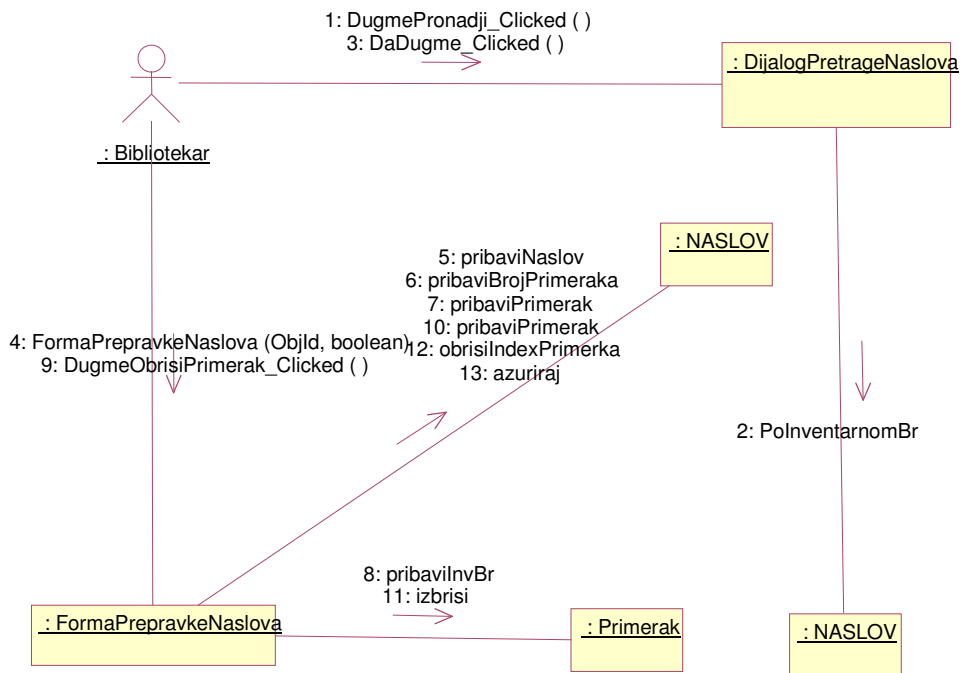 1: DugmePronadji_Clicked ( )
3: DaDugme_Clicked ( )
: DijalogPretrageNaslova
: Bibliotekar
: NASLOV
5: pribaviNaslov
6: pribaviBrojPrimeraka
7: pribaviPrimerak
10: pribaviPrimerak
12: obrisiIndexPrimerka
13: azuriraj
4: FormaPrepravkeNaslova (ObjId, boolean)
9: DugmeObrisiPrimerak_Clicked ( )
2: PoInventarnomBr
8: pribaviInvBr
11: izbrisi
: FormaPrepravkeNaslova
: Primerak
: NASLOV